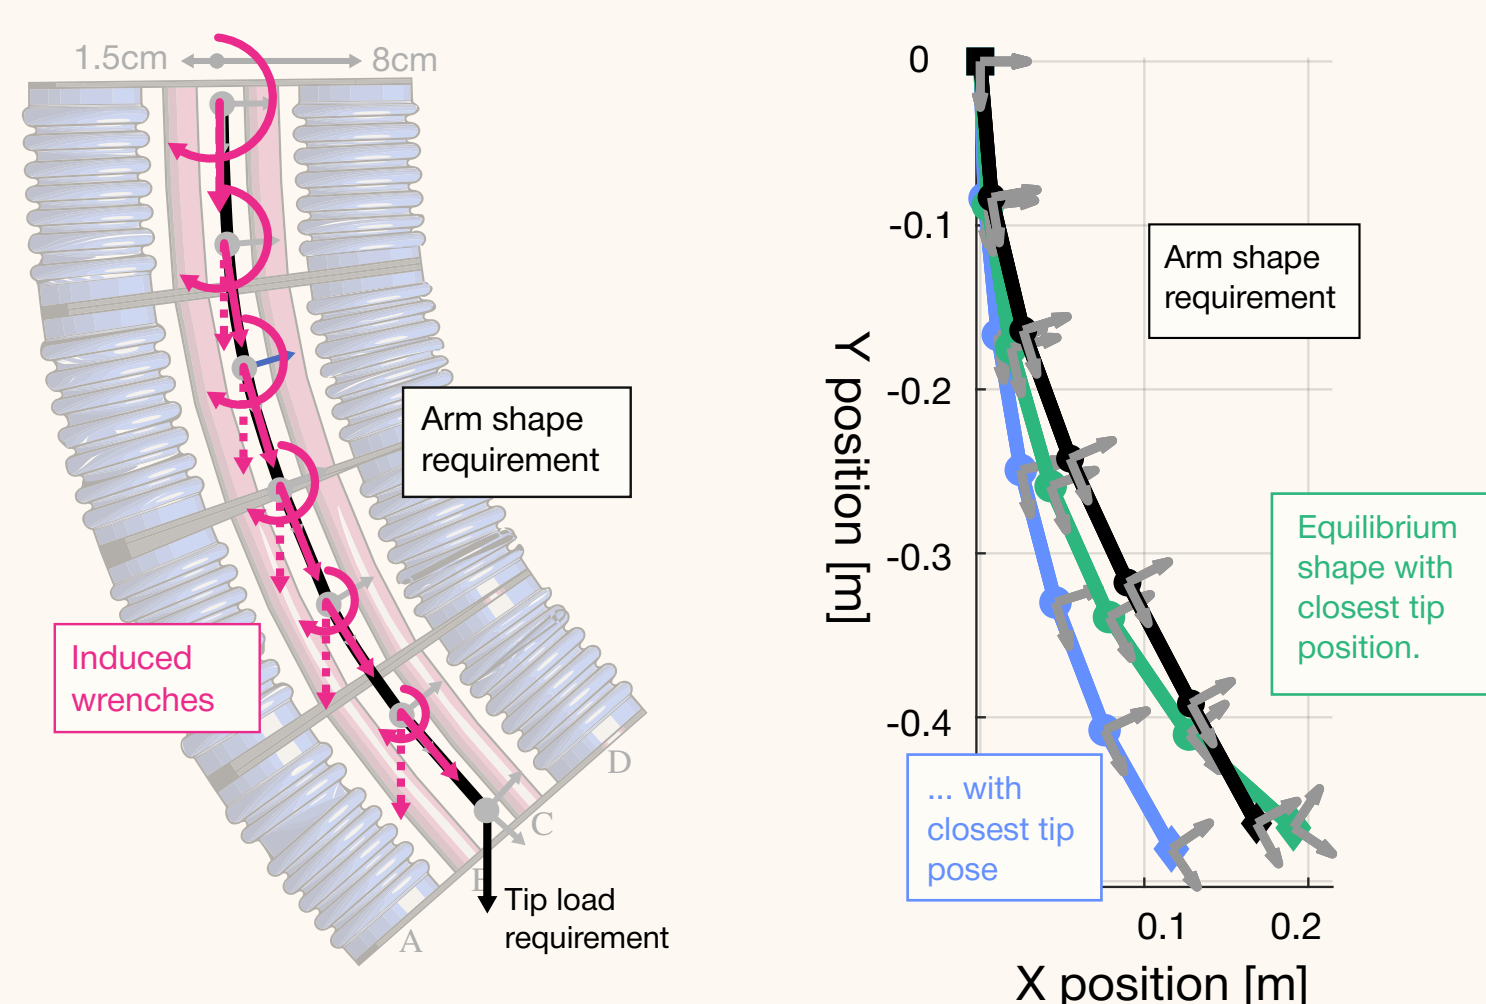 1.5cm
8cm
Arm shape
requirement
Induced
wrenches
D
C
B
A
Tip load
requirement
0
-0.1
-0.2
-0.3
-0.4
Y position [m]
Arm shape
requirement
Equilibrium
shape with
closest tip
position.
... with
closest tip
pose
0.1
0.2
X position [m]